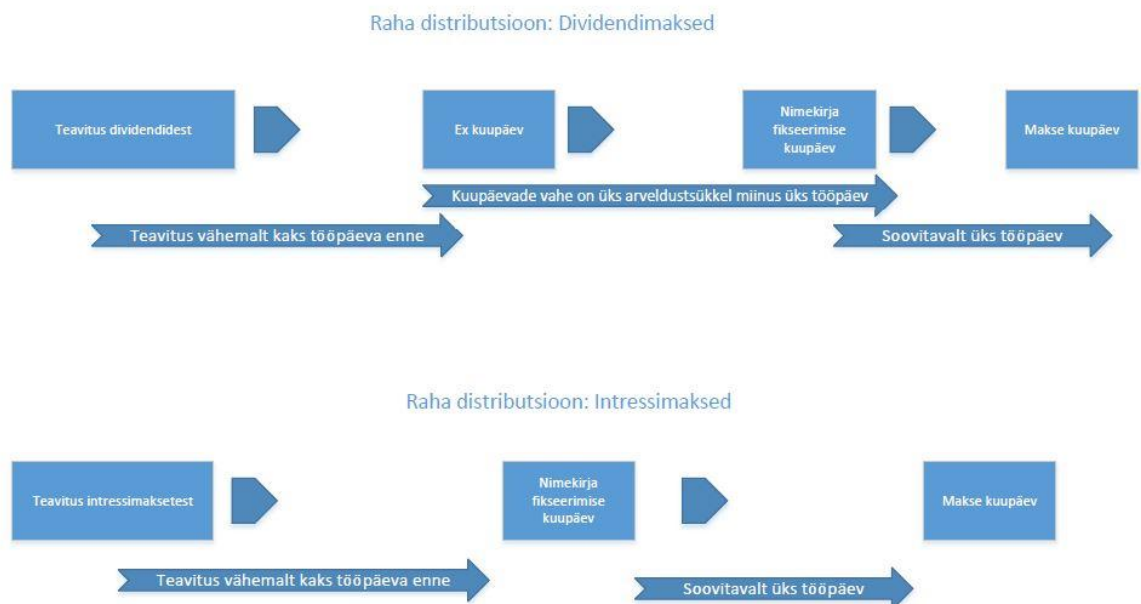 Raha distributsioon: Dividendimaksed
Teavitus dividendidest
Ex kuupäev
Nimekirja
fikseerimise
kuupäev
Makse kuupäev
Kuupäevade vahe on üks arveldustsükkel miinus üks tööpäev
Teavitus vähemalt kaks tööpäeva enne
Soovitavalt üks tööpäev
Raha distributsioon: Intressimaksed
Teavitus intressimaksetest
Nimekirja
fikseerimise
kuupäev
Makse kuupäev
Teavitus vähemalt kaks tööpäeva enne
Soovitavalt üks tööpäev